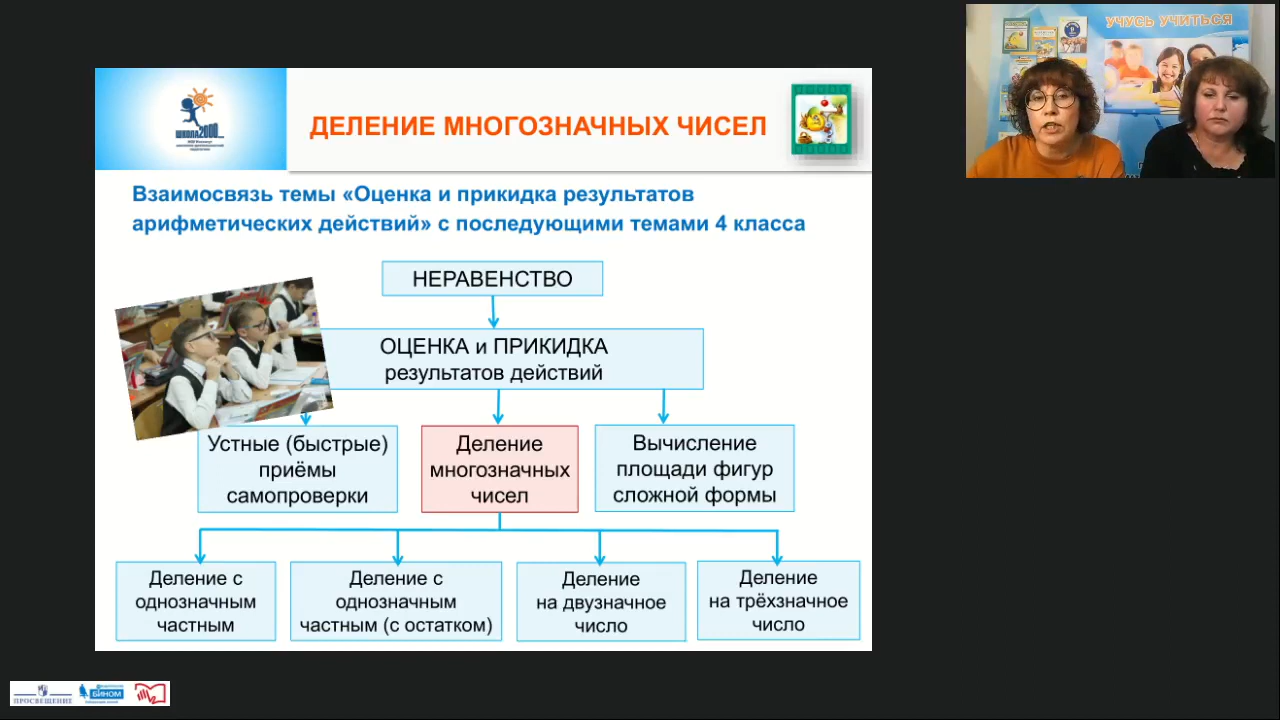 УЧУСЬ УЧИТЬСЯ
ШКОЛА 2000...
ДЕЛЕНИЕ МНОГОЗНАЧНЫХ ЧИСЕЛ
Взаимосвязь темы «Оценка и прикидка результатов
арифметических действий» с последующими темами 4 класса
НЕРАВЕНСТВО
ОЦЕНКА и ПРИКИДКА
результатов действий
Устные (быстрые)
приёмы
самопроверки
Деление
многозначных
чисел
Вычисление
площади фигур
сложной формы
Деление с
однозначным
частным
Деление с
однозначным
частным (с остатком)
Деление
на двузначное
число
Деление
на трёхзначное
число
ПРОСВЕЩЕНИЕ
БИНОМ